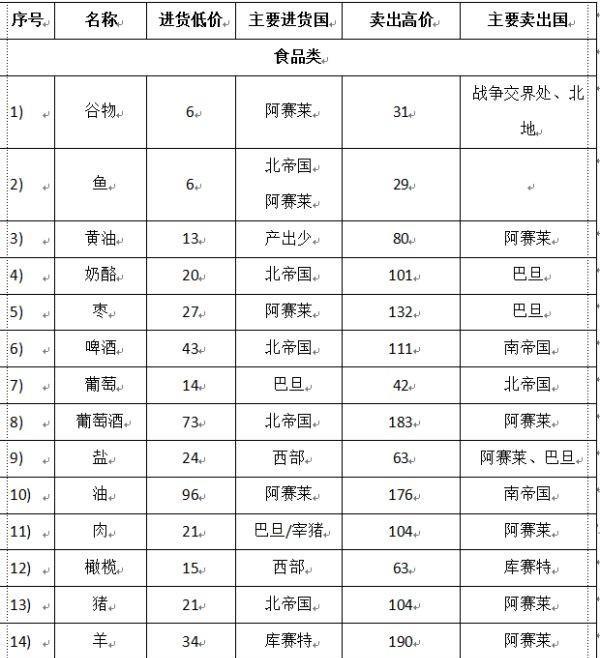 序号 名称 进货低价 主要进货国 卖出高价 主要卖出国
食品类
1) 谷物 6 阿赛莱 31 战争交界处、北
地
2) 鱼 6 北帝国 29
阿赛莱
3) 黄油 13 产出少 80 阿赛莱
4) 奶酪 20 北帝国 101 巴旦
5) 枣 27 阿赛莱 132 巴旦
6) 啤酒 43 北帝国 111 南帝国
7) 葡萄 14 巴旦 42 北帝国
8) 葡萄酒 73 北帝国 183 阿赛莱
9) 盐 24 西部 63 阿赛莱、巴旦
10) 油 96 阿赛莱 176 南帝国
11) 肉 21 巴旦/宰猪 104 阿赛莱
12) 橄榄 15 西部 63 库赛特
13) 猪 21 北帝国 104 阿赛莱
14) 羊 34 库赛特 190 阿赛莱